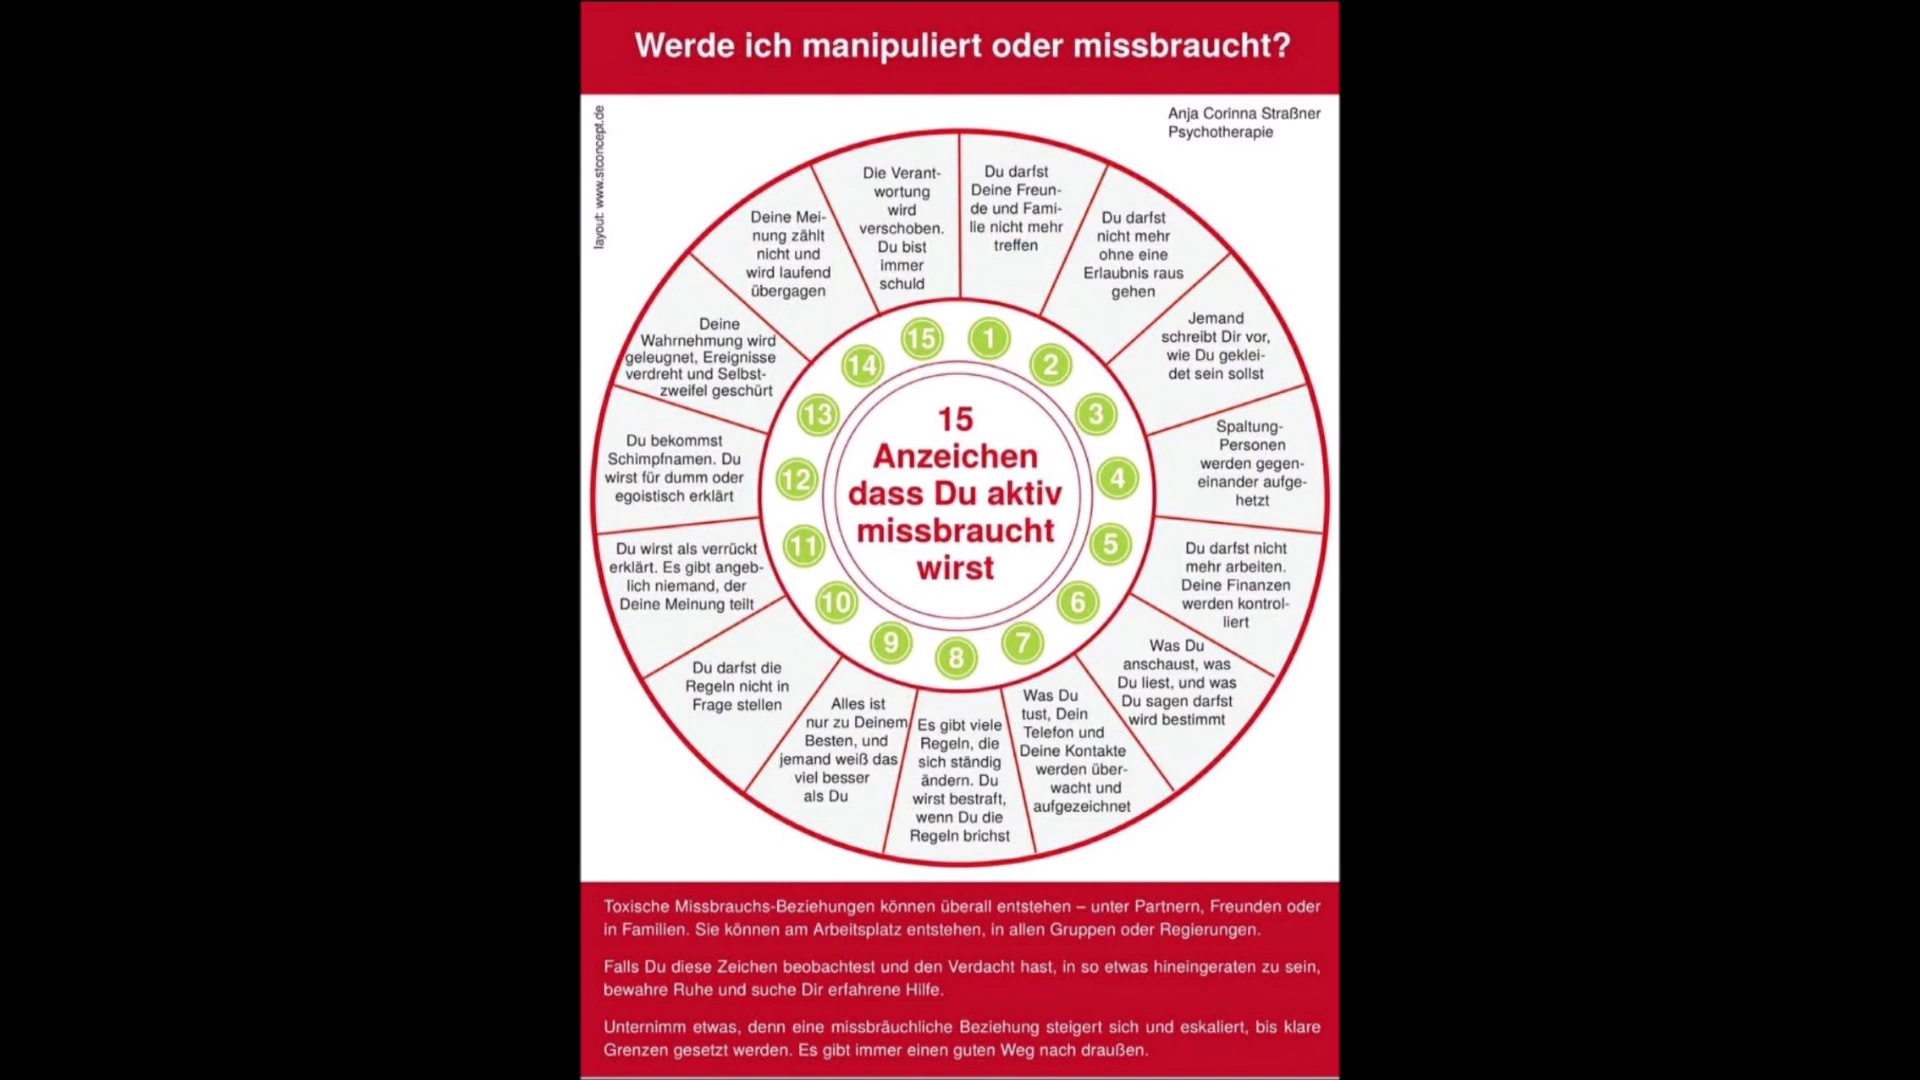 Werde ich manipuliert oder missbraucht?
layout: www.stconcept.de
Anja Corinna Straßner
Psychotherapie
15
Anzeichen
dass Du aktiv
missbraucht
wirst
1
Du darfst
Deine Freun-
de und Fami-
lie nicht mehr
treffen
2
Du darfst
nicht mehr
ohne eine
Erlaubnis raus
gehen
3
Jemand
schreibt Dir vor,
wie Du geklei-
det sein sollst
4
Spaltung-
Personen
werden gegen-
einander aufge-
hetzt
5
Du darfst nicht
mehr arbeiten.
Deine Finanzen
werden kontrol-
liert
6
Was Du
anschaust, was
Du liest, und was
Du sagen darfst
wird bestimmt
7
Was Du
tust, Dein
Telefon und
Deine Kontakte
werden über-
wacht und
aufgezeichnet
8
Es gibt viele
Regeln, die
sich ständig
ändern. Du
wirst bestraft,
wenn Du die
Regeln brichst
9
Alles ist
nur zu Deinem
Besten, und
jemand weiß das
viel besser
als Du
10
Du darfst die
Regeln nicht in
Frage stellen
11
Du wirst als verrückt
erklärt. Es gibt angeb-
lich niemand, der
Deine Meinung teilt
12
Du bekommst
Schimpfnamen. Du
wirst für dumm oder
egoistisch erklärt
13
Deine
Wahrnehmung wird
geleugnet, Ereignisse
verdreht und Selbst-
zweifel geschürt
14
Deine Mei-
nung zählt
nicht und
wird laufend
übergagen
15
Die Verant-
wortung
wird
verschoben.
Du bist
immer
schuld
Toxische Missbrauchs-Beziehungen können überall entstehen – unter Partnern, Freunden oder
in Familien. Sie können am Arbeitsplatz entstehen, in allen Gruppen oder Regierungen.
Falls Du diese Zeichen beobachtest und den Verdacht hast, in so etwas hineingeraten zu sein,
bewahre Ruhe und suche Dir erfahrene Hilfe.
Unternimm etwas, denn eine missbräuchliche Beziehung steigert sich und eskaliert, bis klare
Grenzen gesetzt werden. Es gibt immer einen guten Weg nach draußen.